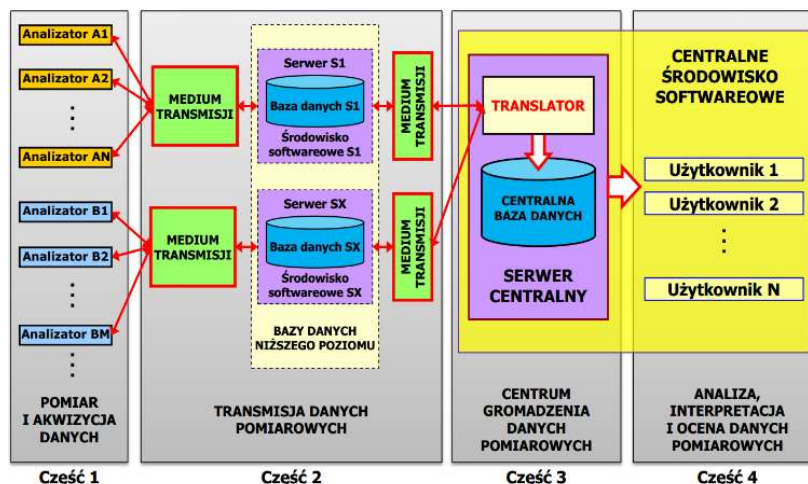 Analizator A1
Analizator A2
Analizator AN
Analizator B1
Analizator B2
Analizator BM
POMIAR
I AKWIZYCJA
DANYCH
Cześć 1
MEDIUM
TRANSMISJI
MEDIUM
TRANSMISJI
Serwer S1
Baza danych S1
Środowisko
softwareowe S1
Serwer SX
Baza danych SX
Środowisko
softwareowe SX
BAZY DANYCH
NIŻSZEGO POZIOMU
MEDIUM
TRANSMISJI
MEDIUM
TRANSMISJI
TRANSMISJA DANYCH
POMIAROWYCH
Cześć 2
TRANSLATOR
CENTRALNA
BAZA DANYCH
SERWER
CENTRALNY
CENTRUM
GROMADZENIA
DANYCH
POMIAROWYCH
Cześć 3
CENTRALNE
ŚRODOWISKO
SOFTWAREOWE
Użytkownik 1
Użytkownik 2
Użytkownik N
ANALIZA,
INTERPRETACJA
I OCENA DANYCH
POMIAROWYCH
Cześć 4